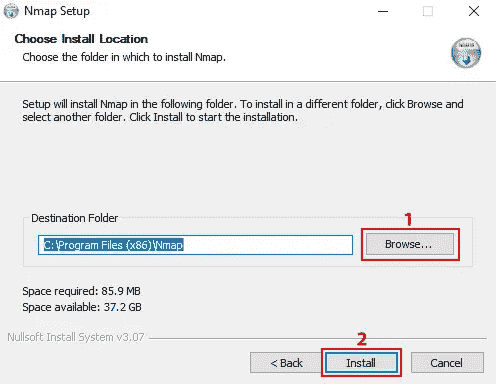 Nmap Setup
Choose Install Location
Choose the folder in which to install Nmap.
Setup will install Nmap in the following folder. To install in a different folder, click Browse and
select another folder. Click Install to start the installation.
1
Destination Folder
C:\Program Files (x86)\Nmap
Browse...
Space required: 85.9 MB
Space available: 37.2 GB
Nullsoft Install System v3.07
2
< Back
Install
Cancel